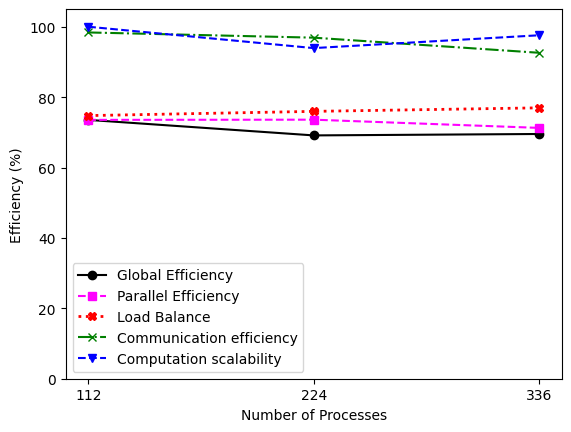 100
80
60
40
20
0
Efficiency (%)
Global Efficiency
Parallel Efficiency
Load Balance
Communication efficiency
Computation scalability
112
224
336
Number of Processes